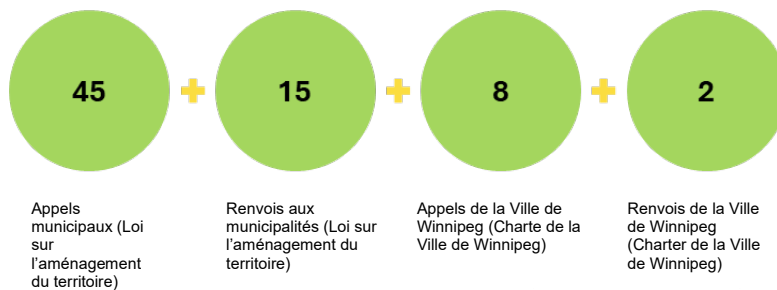 45
15
8
2
Appels
municipaux (Loi
sur
l'aménagement
du territoire)
Renvois aux
municipalités (Loi sur
l'aménagement du
territoire)
Appels de la Ville de
Winnipeg (Charte de la
Ville de Winnipeg)
Renvois de la Ville
de Winnipeg
(Charter de la Ville
de Winnipeg)